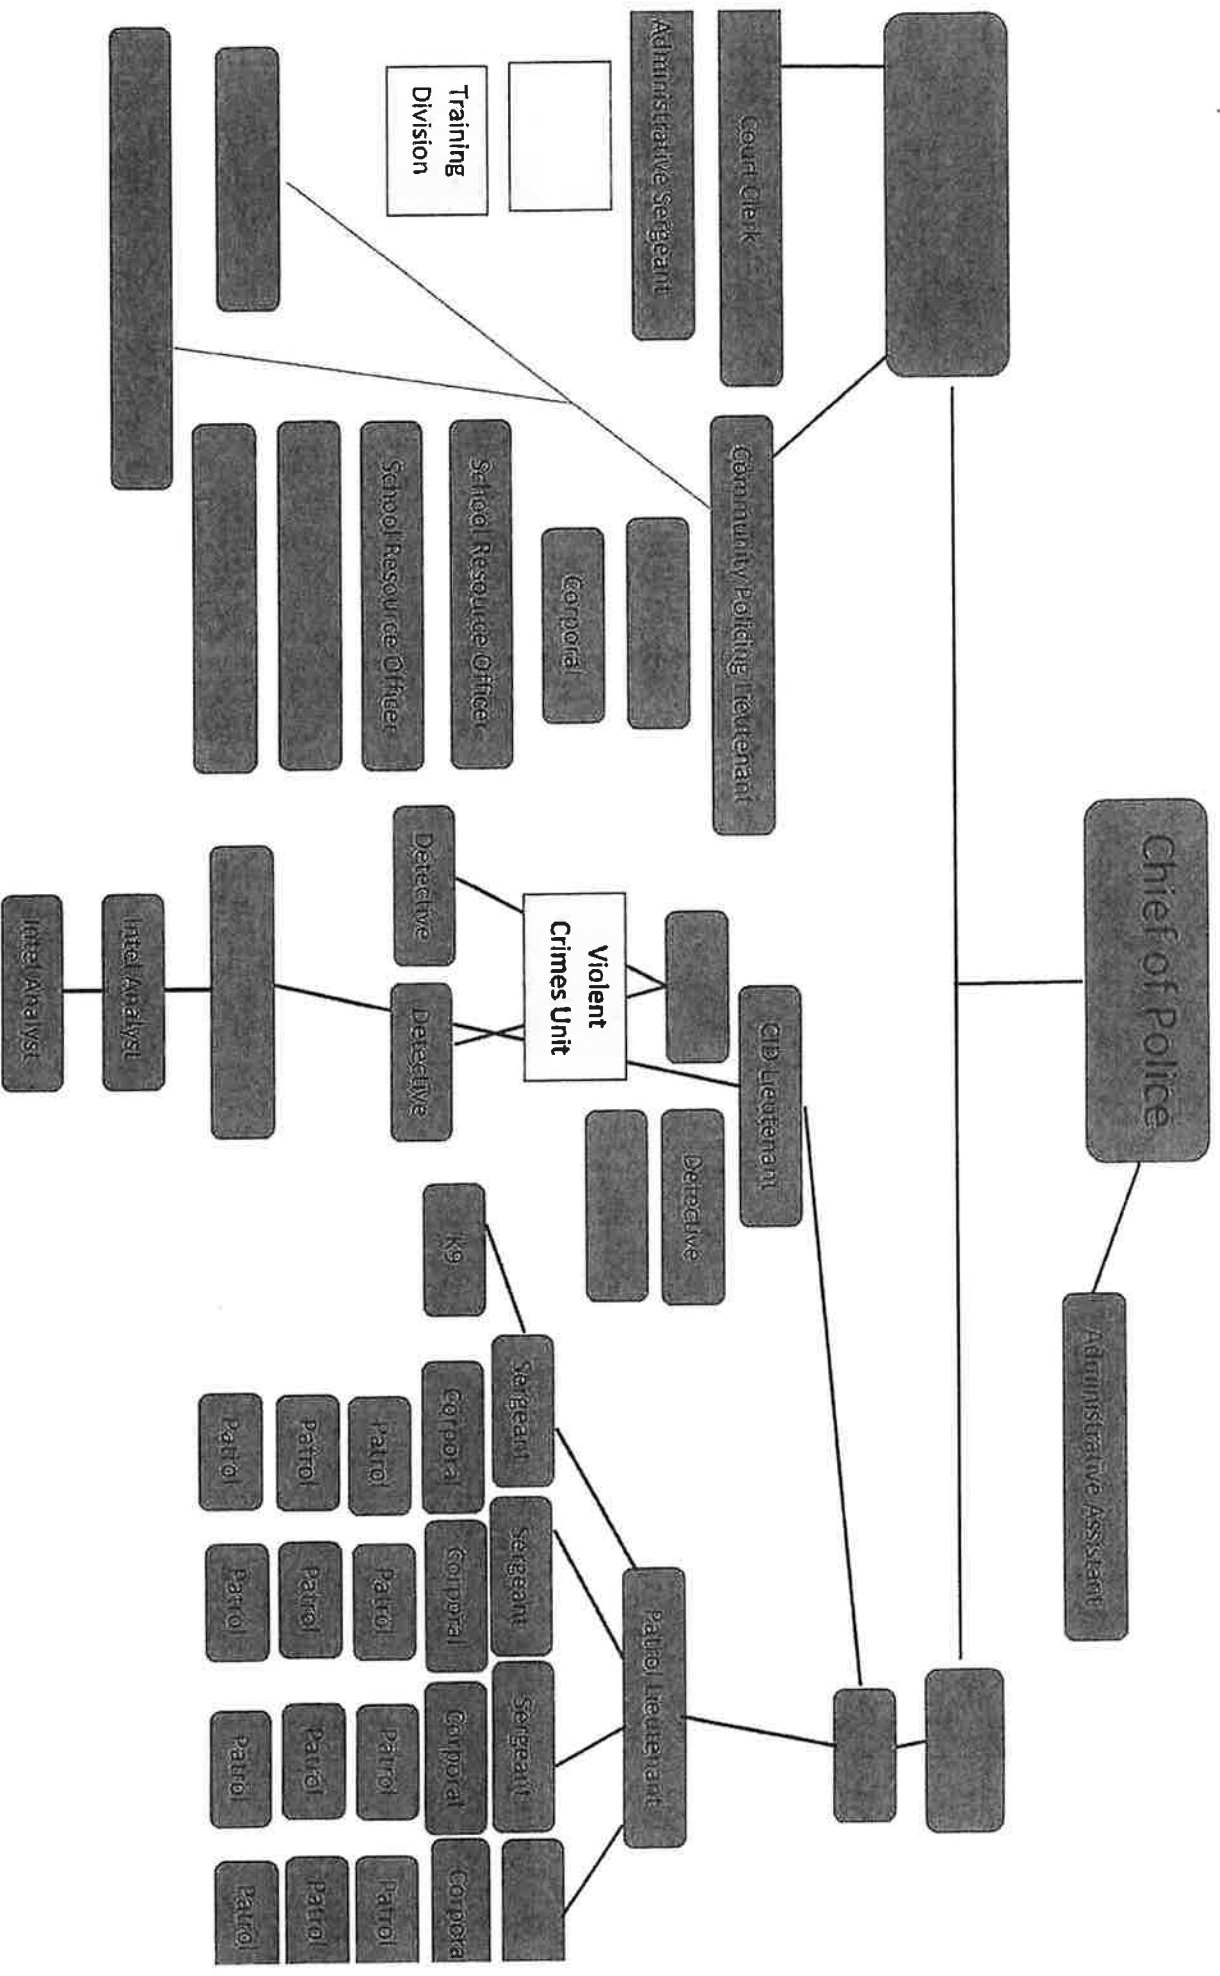 Chief of Police
Administrative Assistant
Court Clerk
Administrative Sergeant
Training
Division
Community Policing Lieutenant
Corporal
School Resource Officer
School Resource Officer
CID Lieutenant
Detective
Violent
Crimes Unit
Detective
Detective
Intel Analyst
Intel Analyst
Patrol Lieutenant
Sergeant
Sergeant
Sergeant
K9
Corporal
Corporal
Corporal
Corpora
Patrol
Patrol
Patrol
Patrol
Patrol
Patrol
Patrol
Patrol
Patrol
Patrol
Patrol
Patrol